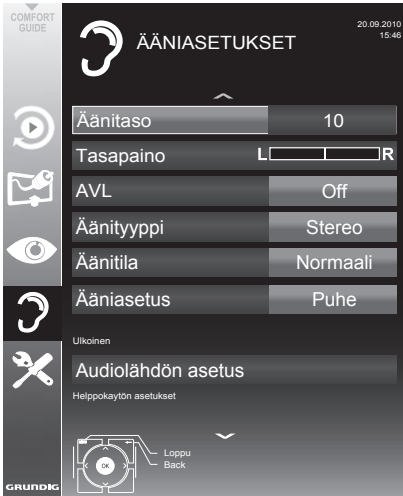 COMFORT
GUIDE
ÄÄNIASETUKSET
20.09.2010
15:46
Äänitaso 10
Tasapaino L R
AVL Off
Äänityyppi Stereo
Äänitila Normaali
Ääniasetus Puhe
Ulkoinen
Audiolähdön asetus
Helppokaytön asetukset
OK
Loppu
Back
GRUNDIG